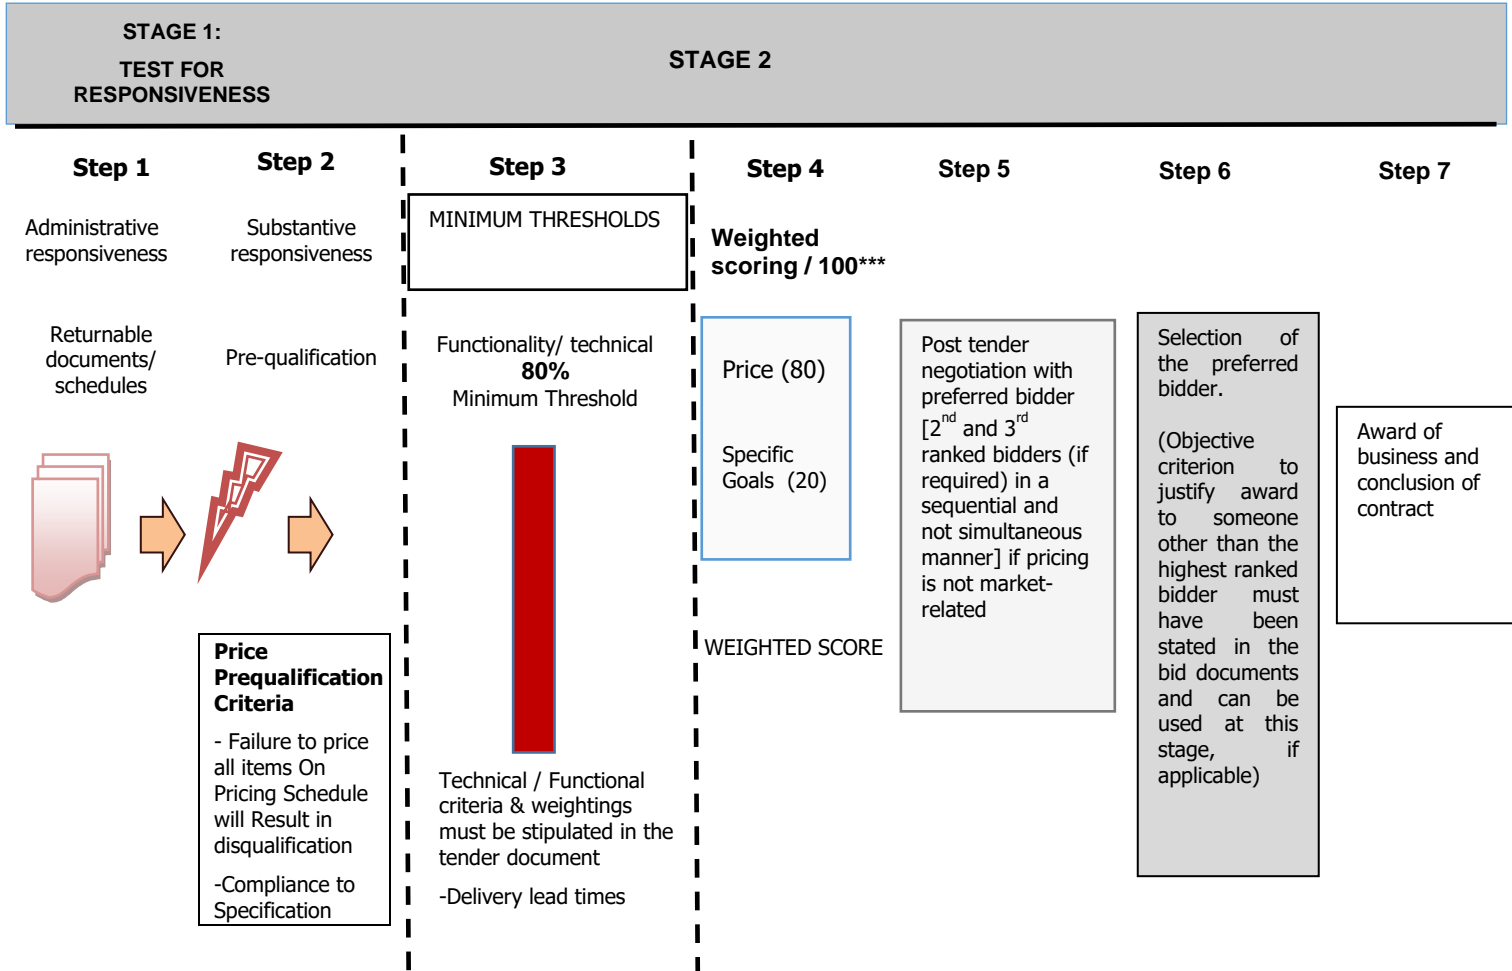 STAGE 1:
TEST FOR
RESPONSIVENESS
STAGE 2
Step 1
Administrative
responsiveness
Returnable
documents/
schedules
Step 2
Substantive
responsiveness
Pre-qualification
Price
Prequalification
Criteria
- Failure to price
all items On
Pricing Schedule
will Result in
disqualification
-Compliance to
Specification
Step 3
MINIMUM THRESHOLDS
Functionality/ technical
80%
Minimum Threshold
Technical / Functional
criteria & weightings
must be stipulated in the
tender document
-Delivery lead times
Step 4
Weighted
scoring / 100***
Price (80)
Specific
Goals (20)
WEIGHTED SCORE
Step 5
Post tender
negotiation with
preferred bidder
[2nd and 3rd
ranked bidders (if
required) in a
sequential and
not simultaneous
manner] if pricing
is not market-
related
Step 6
Selection of
the preferred
bidder.
(Objective
criterion to
justify award
to someone
other than the
highest ranked
bidder must
have been
stated in the
bid documents
and can be
used at this
stage, if
applicable)
Step 7
Award of
business and
conclusion of
contract